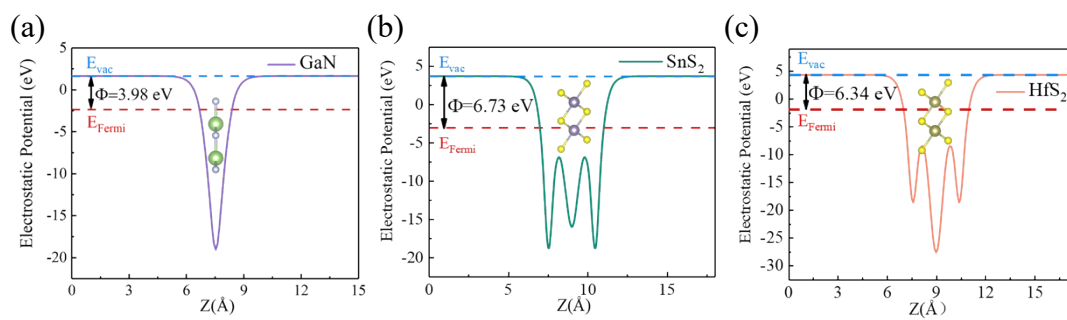 (a)
5
0
-5
-10
-15
-20
Electrostatic Potential (eV)
E_vac
GaN
Φ=3.98 eV
E_Fermi
0
3
6
9
12
15
Z(Å)
(b)
5
0
-5
-10
-15
-20
Electrostatic Potential (eV)
E_vac
SnS₂
Φ=6.73 eV
E_Fermi
0
3
6
9
12
15
Z(Å)
(c)
10
5
0
-5
-10
-15
-20
-25
-30
Electrostatic Potential (eV)
E_vac
Φ=6.34 eV
HfS₂
E_Fermi
0
3
6
9
12
15
Z(Å)